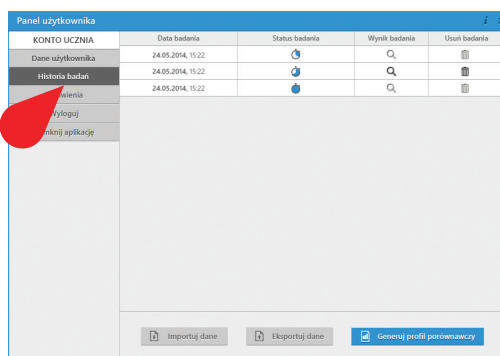 Panel użytkownika i
KONTO UCZNIA
Data badania Status badania Wynik badania Usuń badania
Dane użytkownika
24.05.2014, 15:22
Historia badań
24.05.2014, 15:22
24.05.2014, 15:22
Importuj dane Eksportuj dane Generuj profil porównawczy